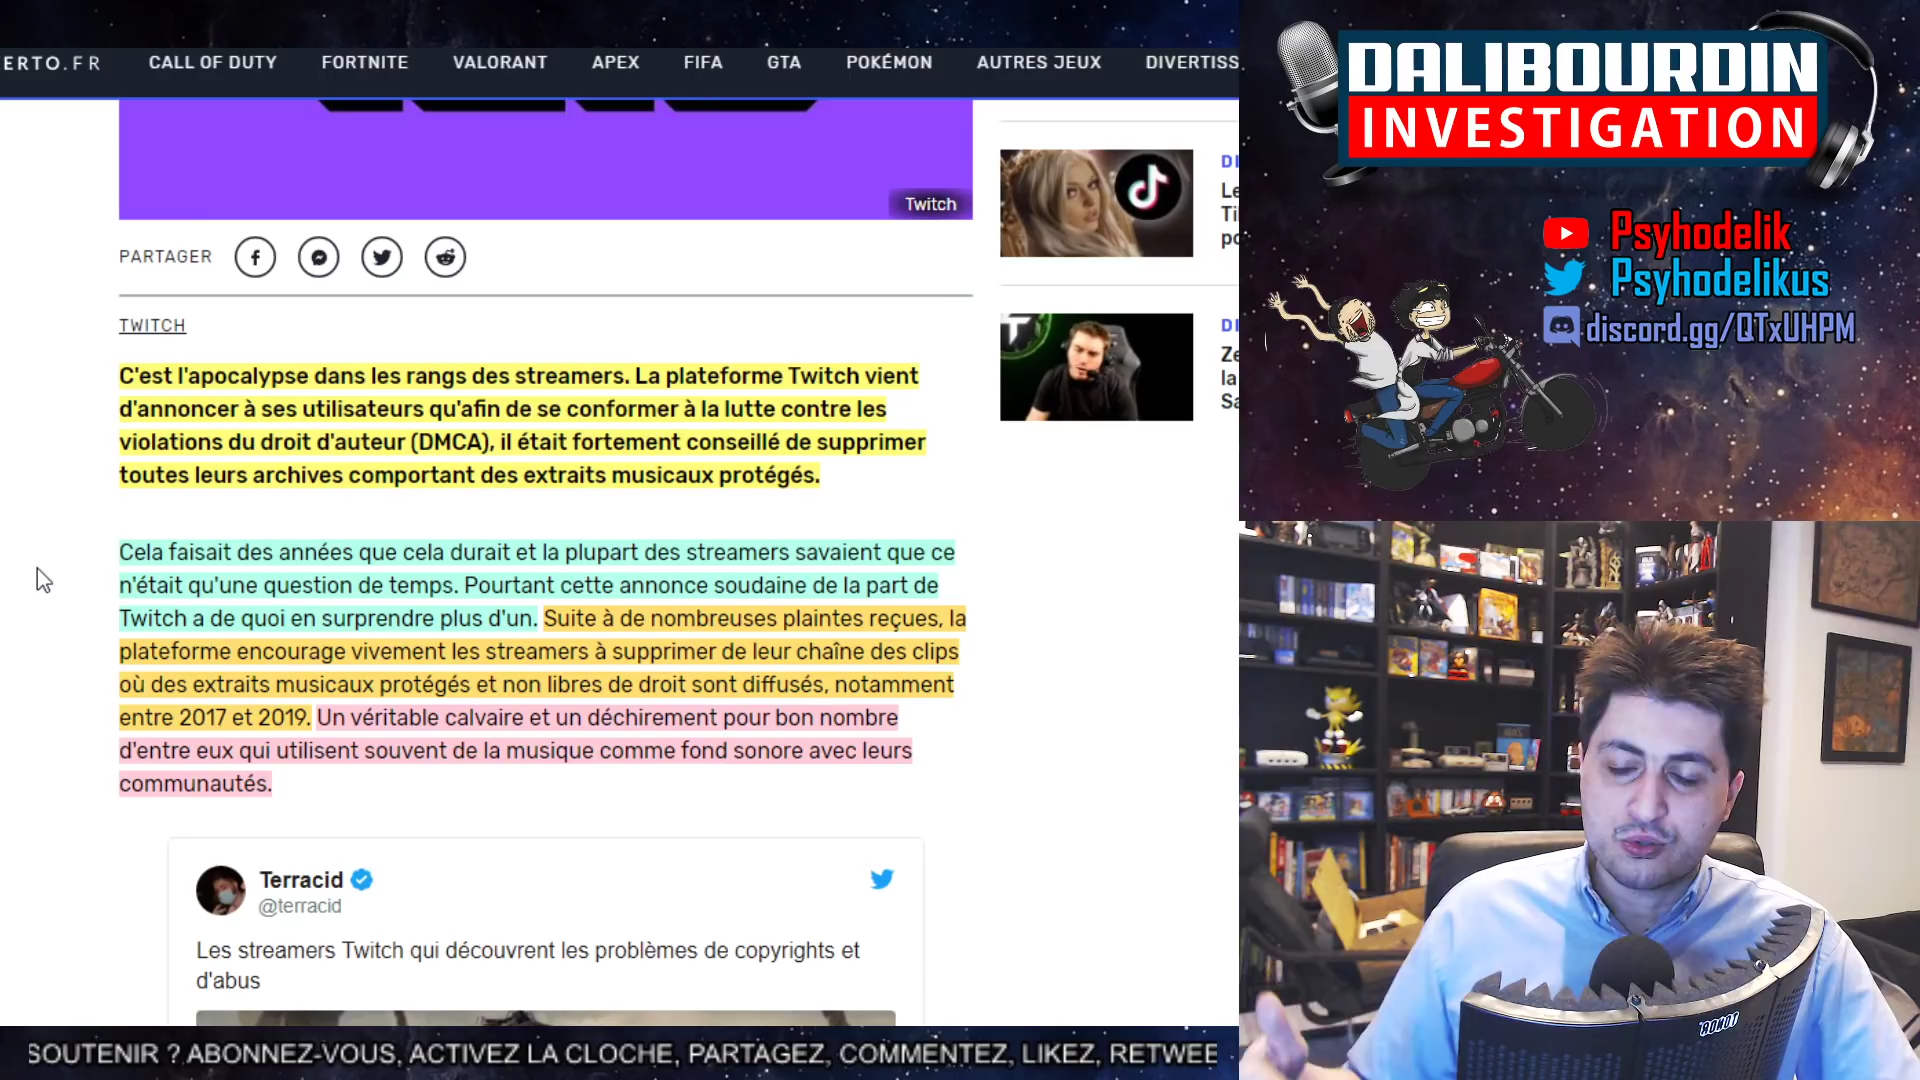 ERTO.FR CALL OF DUTY FORTNITE VALORANT APEX FIFA GTA POKÉMON AUTRES JEUX DIVERTISS
Twitch
PARTAGER
TWITCH
C'est l'apocalypse dans les rangs des streamers. La plateforme Twitch vient
d'annoncer à ses utilisateurs qu'afin de se conformer à la lutte contre les
violations du droit d'auteur (DMCA), il était fortement conseillé de supprimer
toutes leurs archives comportant des extraits musicaux protégés.
Cela faisait des années que cela durait et la plupart des streamers savaient que ce
n'était qu'une question de temps. Pourtant cette annonce soudaine de la part de
Twitch a de quoi en surprendre plus d'un. Suite à de nombreuses plaintes reçues, la
plateforme encourage vivement les streamers à supprimer de leur chaîne des clips
où des extraits musicaux protégés et non libres de droit sont diffusés, notamment
entre 2017 et 2019. Un véritable calvaire et un déchirement pour bon nombre
d'entre eux qui utilisent souvent de la musique comme fond sonore avec leurs
communautés.
Terracid
@terracid
Les streamers Twitch qui découvrent les problèmes de copyrights et
d'abus
DI
Le
Ti
po
DI
Ze
la
Sa
DALIBOURDIN
INVESTIGATION
Psyhodelik
Psyhodelikus
discord.gg/QTxUHPM
SOUTENIR ? ABONNEZ-VOUS, ACTIVEZ LA CLOCHE, PARTAGEZ, COMMENTEZ, LIKEZ, RETWEE